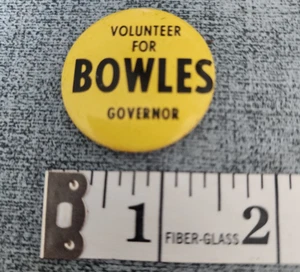 VOLUNTEER
FOR
BOWLES
GOVERNOR
1 FIBER-GLASS 2